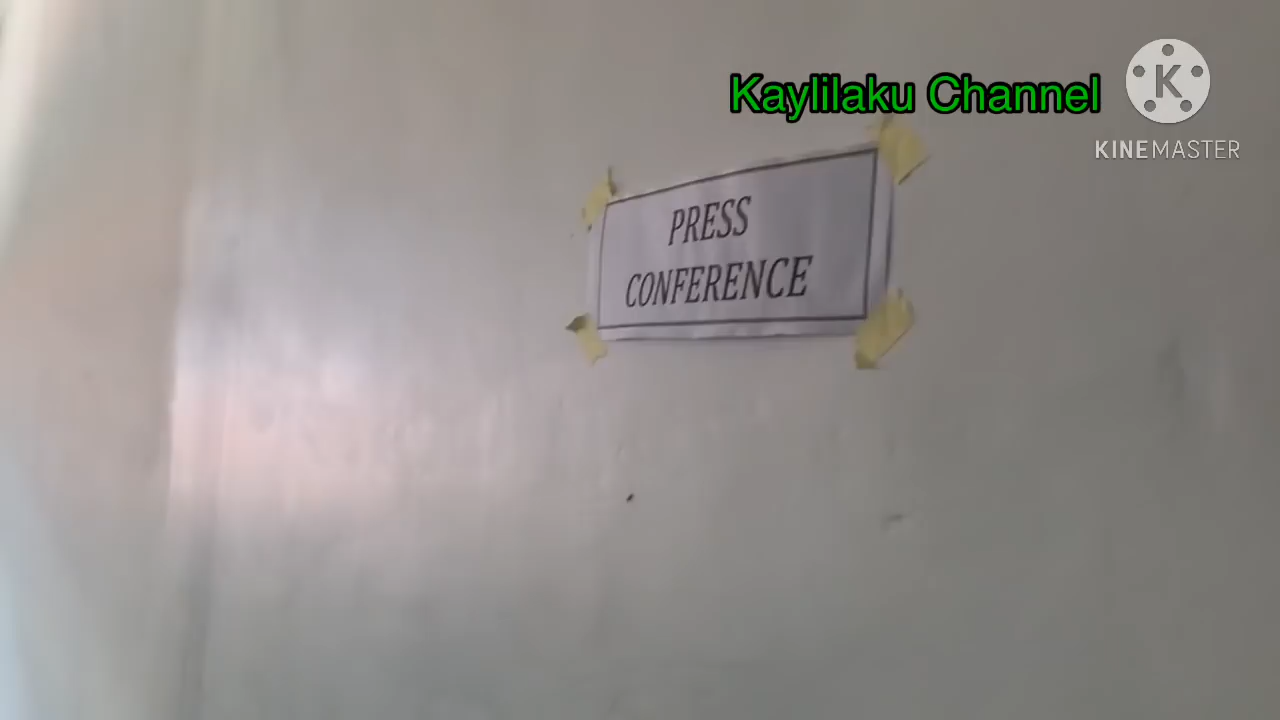 Kaylilaku Channel
K
KINEMASTER
PRESS
CONFERENCE